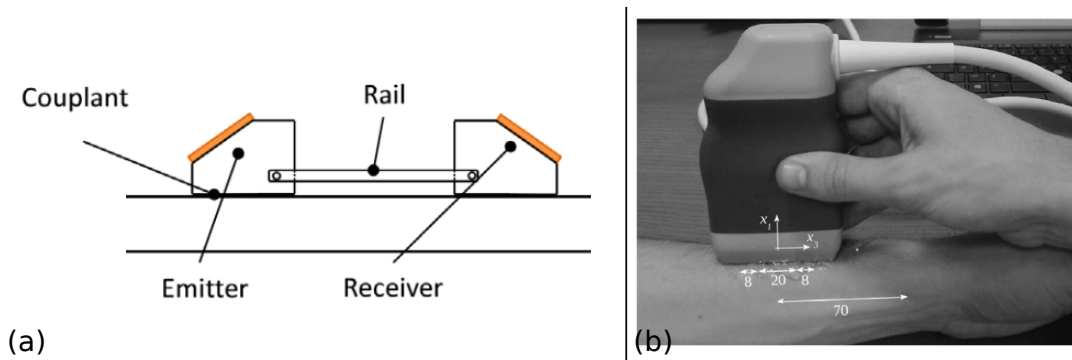 Couplant
Rail
Emitter
Receiver
(a)
x₁
x₃
8
20
8
70
(b)